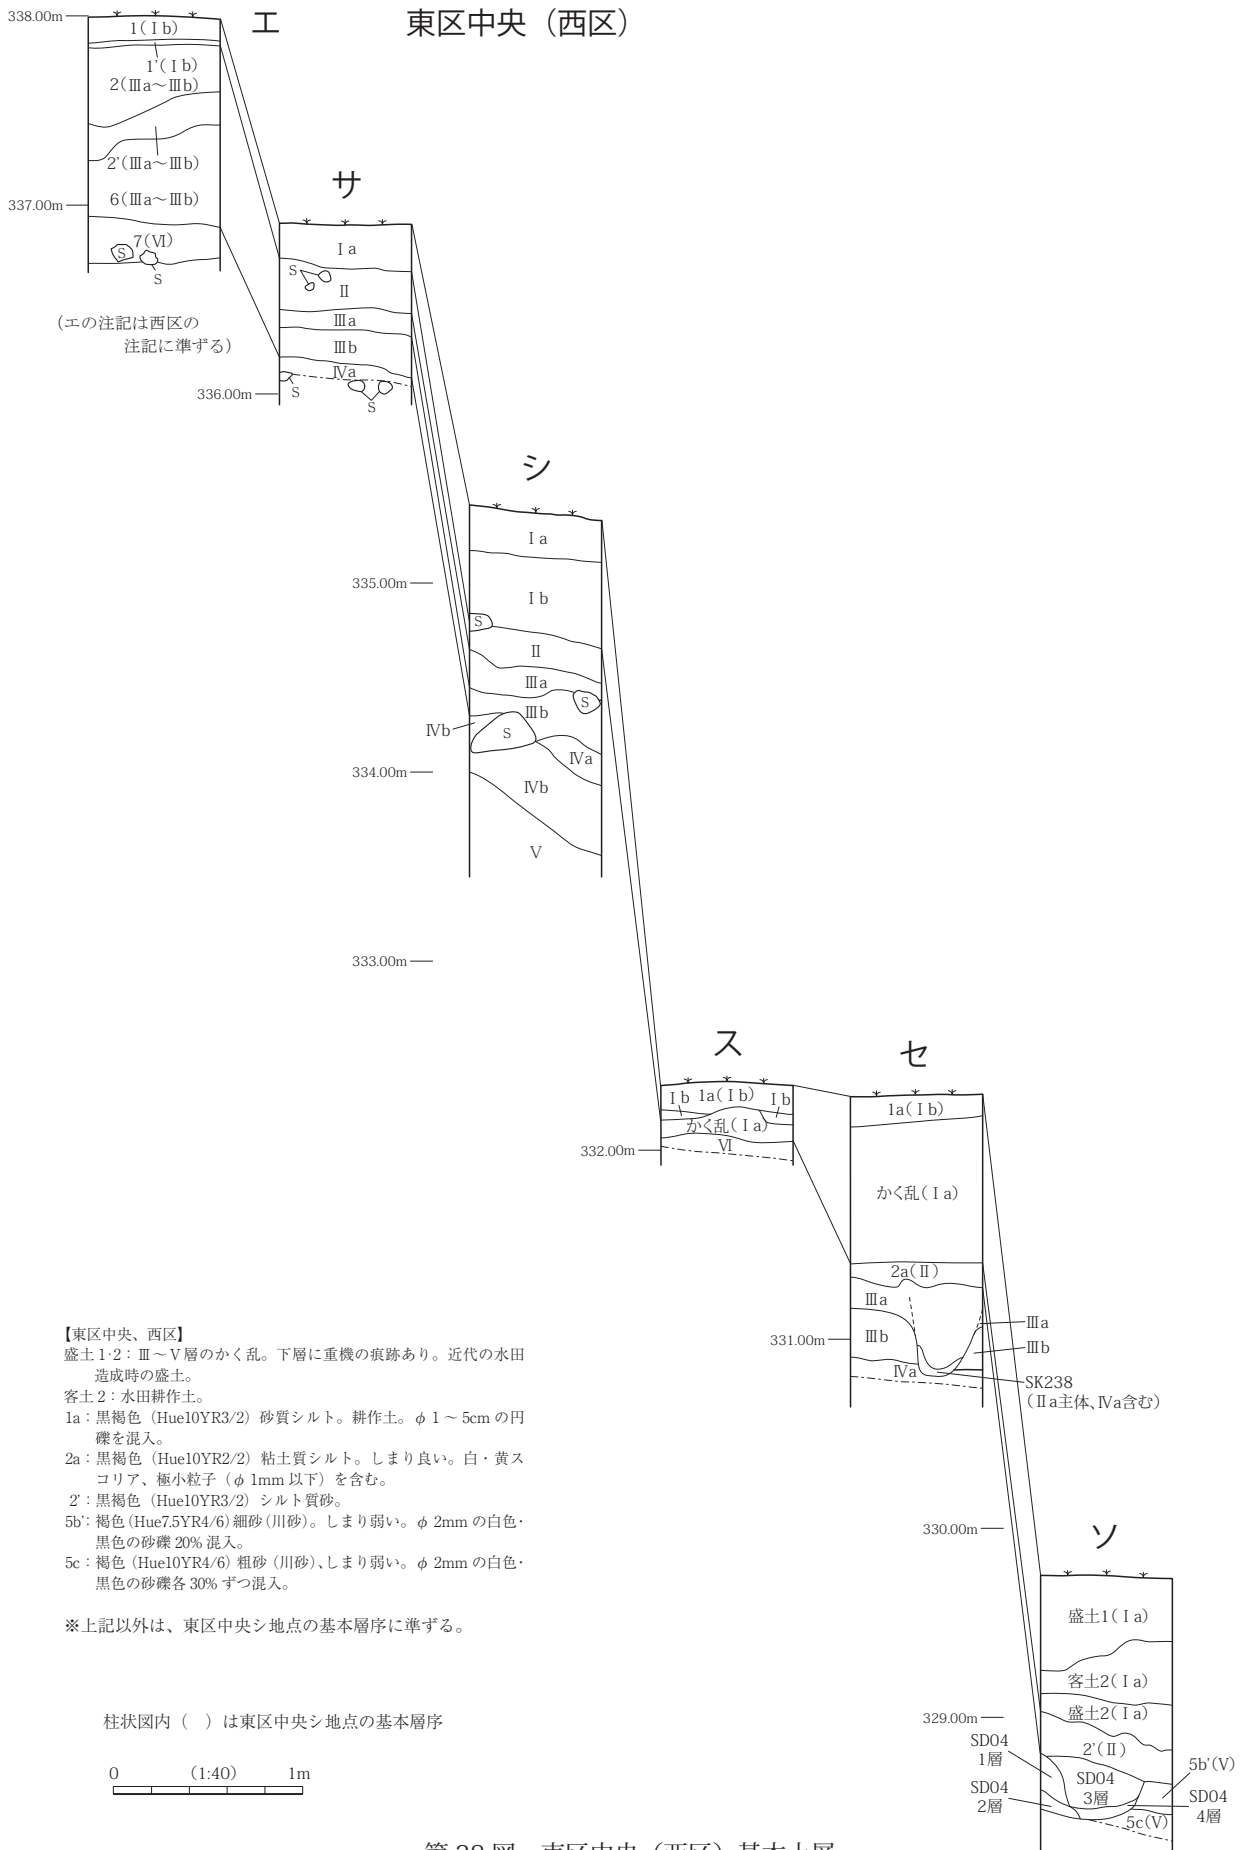 338.00m
エ
東区中央（西区）
1(Ⅰb)
1'(Ⅰb)
2(Ⅲa～Ⅲb)
2'(Ⅲa～Ⅲb)
6(Ⅲa～Ⅲb)
337.00m
7(Ⅵ)
S
S
（エの注記は西区の
注記に準ずる）
サ
Ⅰa
S
Ⅱ
Ⅲa
Ⅲb
Ⅳa
336.00m
S
S
シ
Ⅰa
335.00m
Ⅰb
S
Ⅱ
Ⅲa
S
Ⅲb
Ⅳb
S
Ⅳa
334.00m
Ⅳb
Ⅴ
333.00m
ス
Ⅰb
1a(Ⅰb)
Ⅰb
かく乱(Ⅰa)
Ⅵ
332.00m
セ
1a(Ⅰb)
かく乱(Ⅰa)
2a(Ⅱ)
Ⅲa
Ⅲa
331.00m
Ⅲb
Ⅲb
Ⅳa
SK238
（Ⅱa主体、Ⅳa含む）
330.00m
ソ
盛土1(Ⅰa)
客土2(Ⅰa)
329.00m
盛土2(Ⅰa)
2'(Ⅱ)
SD04
1層
SD04
2層
SD04
3層
5b'(Ⅴ)
SD04
4層
5c(Ⅴ)
【東区中央、西区】
盛土1·2：Ⅲ～Ⅴ層のかく乱。下層に重機の痕跡あり。近代の水田
造成時の盛土。
客土2：水田耕作土。
1a：黒褐色（Hue10YR3/2）砂質シルト。耕作土。φ1～5cmの円
礫を混入。
2a：黒褐色（Hue10YR2/2）粘土質シルト。しまり良い。白・黄ス
コリア、極小粒子（φ1mm以下）を含む。
2'：黒褐色（Hue10YR3/2）シルト質砂。
5b'：褐色（Hue7.5YR4/6）細砂（川砂）。しまり弱い。φ2mmの白色・
黒色の砂礫20%混入。
5c：褐色（Hue10YR4/6）粗砂（川砂）、しまり弱い。φ2mmの白色・
黒色の砂礫各30%ずつ混入。
※上記以外は、東区中央シ地点の基本層序に準ずる。
柱状図内（　）は東区中央シ地点の基本層序
0 （1:40） 1m
第28図　東区中央（西区）基本土層